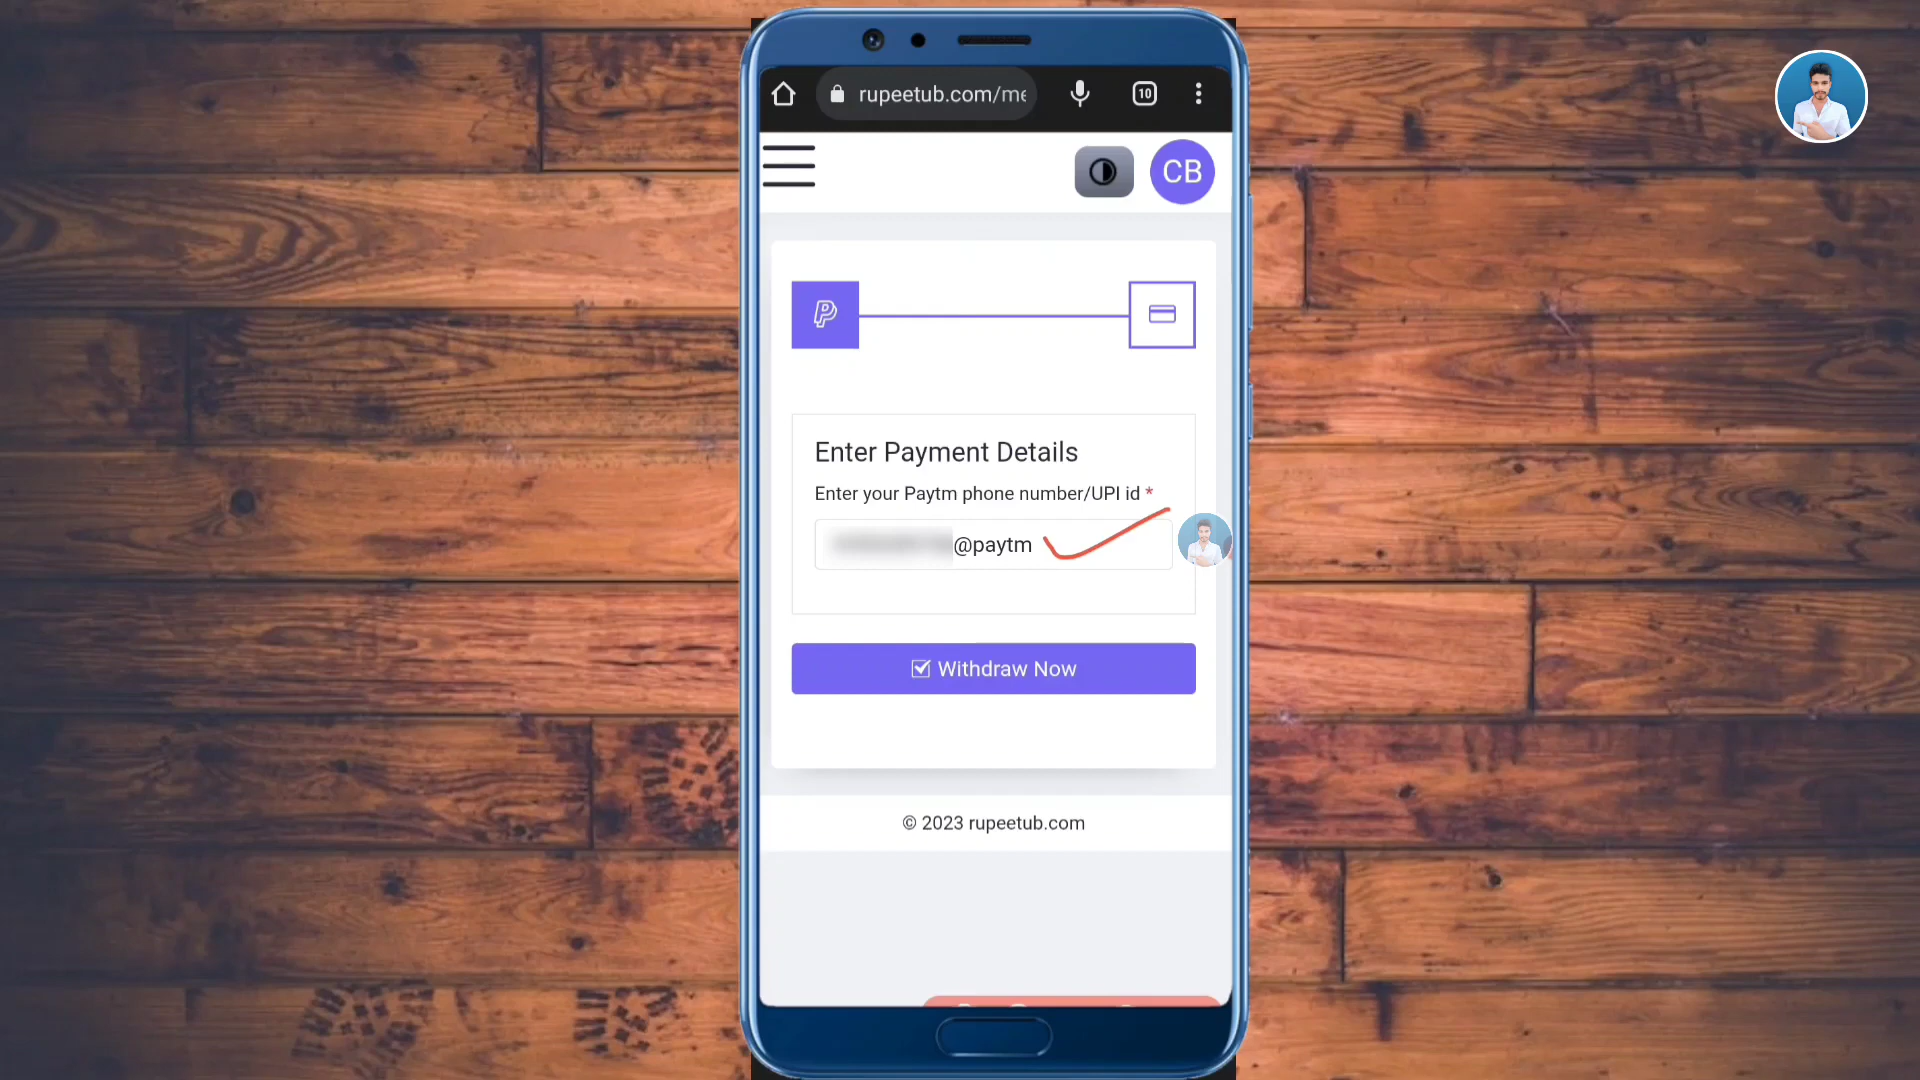 rupeetub.com/me
10
CB
Enter Payment Details
Enter your Paytm phone number/UPI id *
@paytm
Withdraw Now
© 2023 rupeetub.com